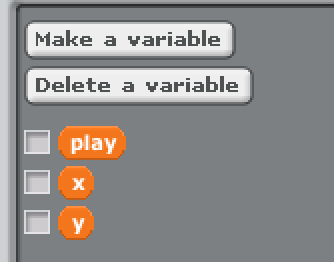 Make a variable
Delete a variable
play
x
y